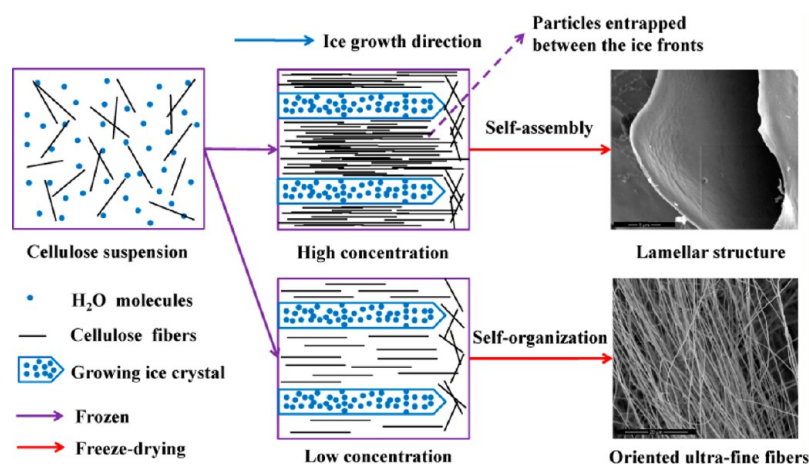 Ice growth direction
Particles entrapped
between the ice fronts
Self-assembly
Cellulose suspension
High concentration
Lamellar structure
H₂O molecules
Cellulose fibers
Growing ice crystal
Self-organization
Frozen
Freeze-drying
Low concentration
Oriented ultra-fine fibers